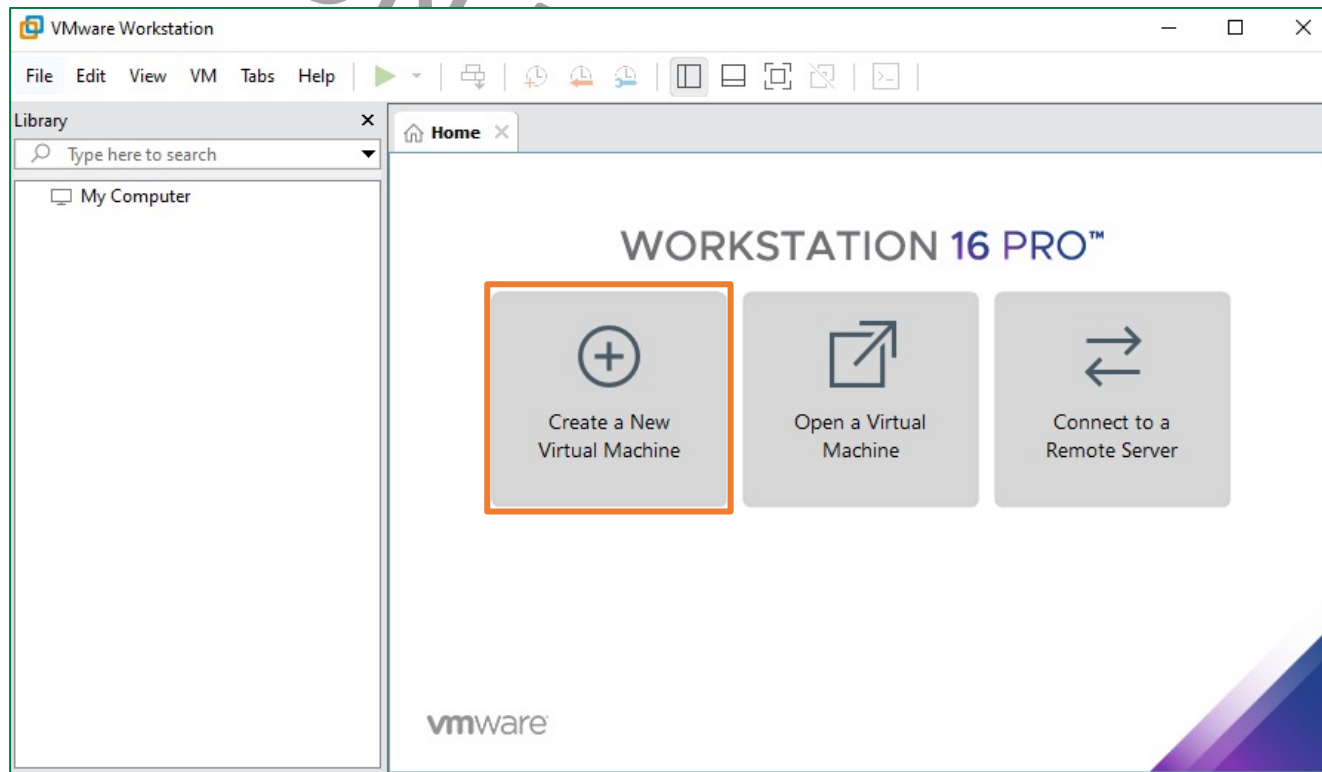 VMware Workstation
File Edit View VM Tabs Help
Library
Type here to search
My Computer
Home
WORKSTATION 16 PRO™
Create a New
Virtual Machine
Open a Virtual
Machine
Connect to a
Remote Server
vmware